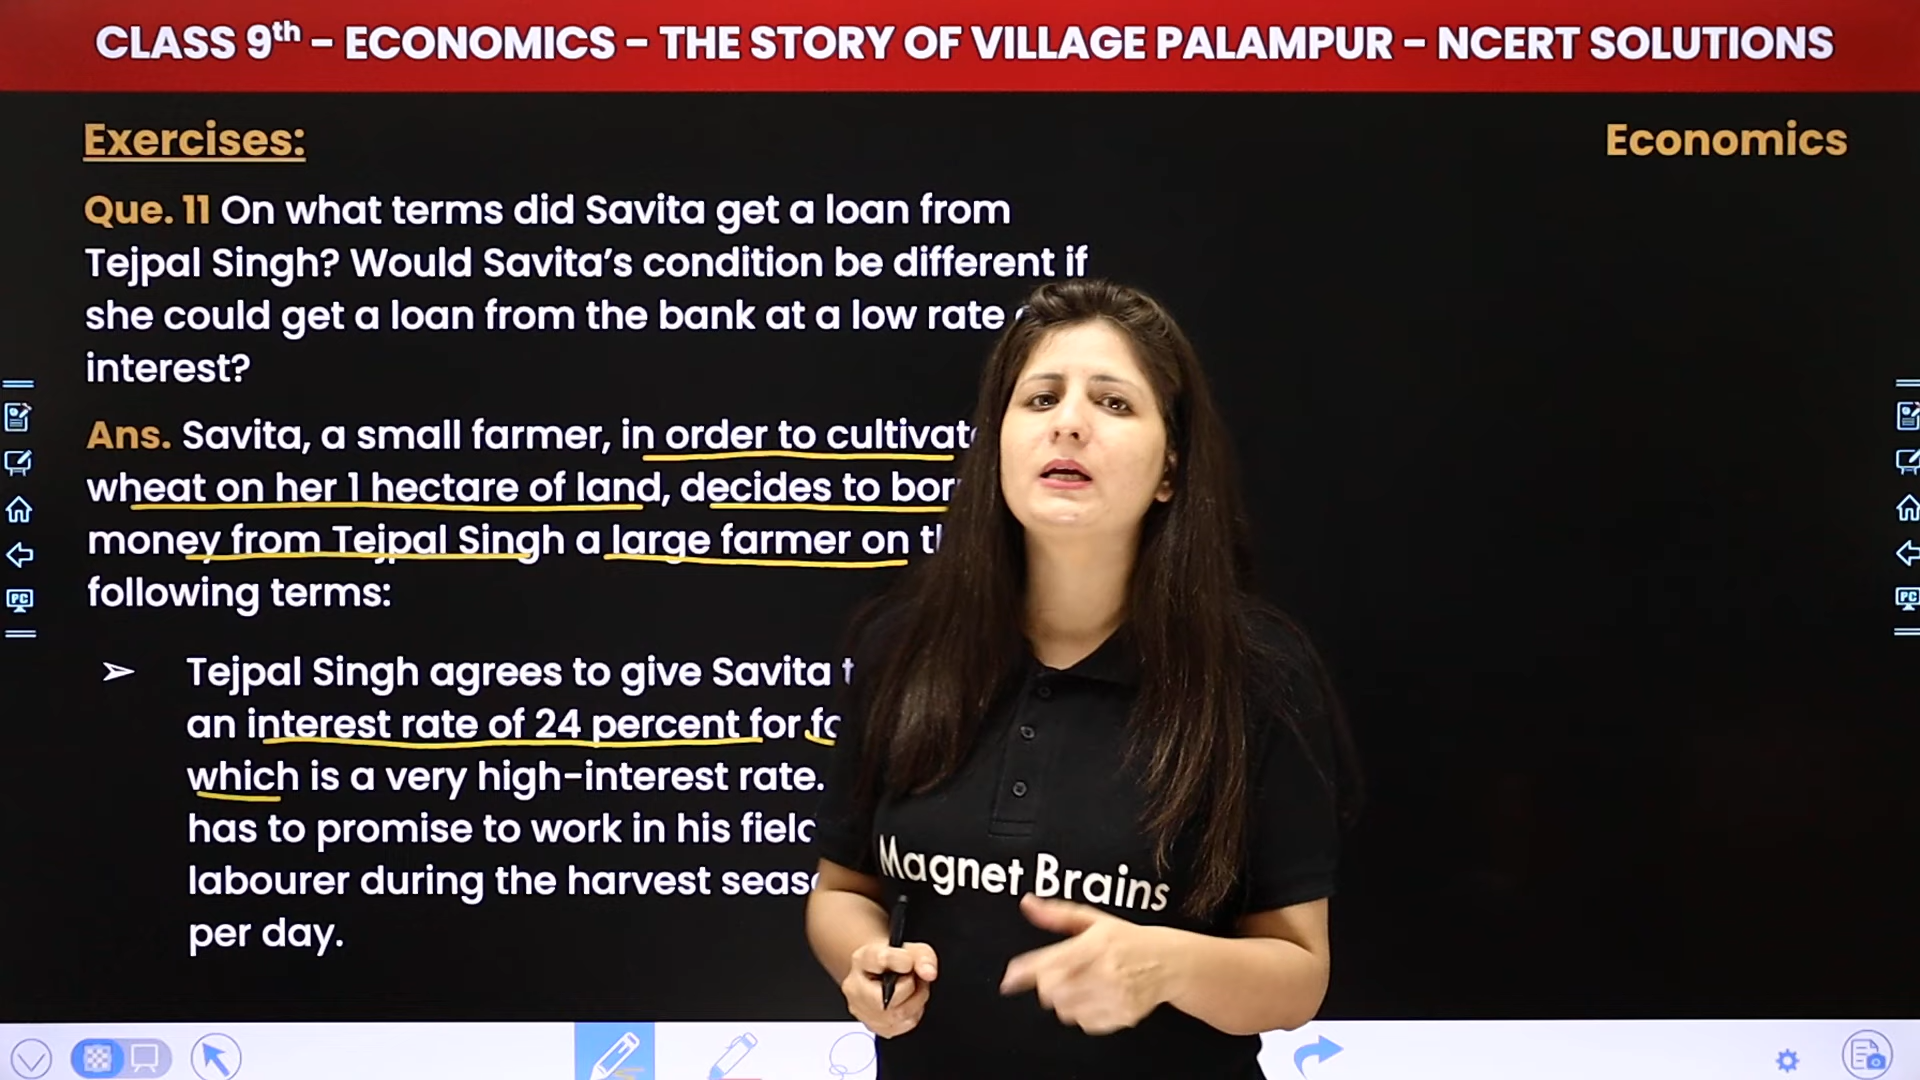 CLASS 9th - ECONOMICS - THE STORY OF VILLAGE PALAMPUR - NCERT SOLUTIONS
Exercises:
Economics
Que. 11 On what terms did Savita get a loan from
Tejpal Singh? Would Savita's condition be different if
she could get a loan from the bank at a low rate
interest?
Ans. Savita, a small farmer, in order to cultivate
wheat on her 1 hectare of land, decides to
money from Tejpal Singh a large farmer on
following terms:
➢ Tejpal Singh agrees to give Savita
an interest rate of 24 percent for
which is a very high-interest rate.
has to promise to work in his
labourer during the harvest
per day.
Magnet Brains
PC
PC